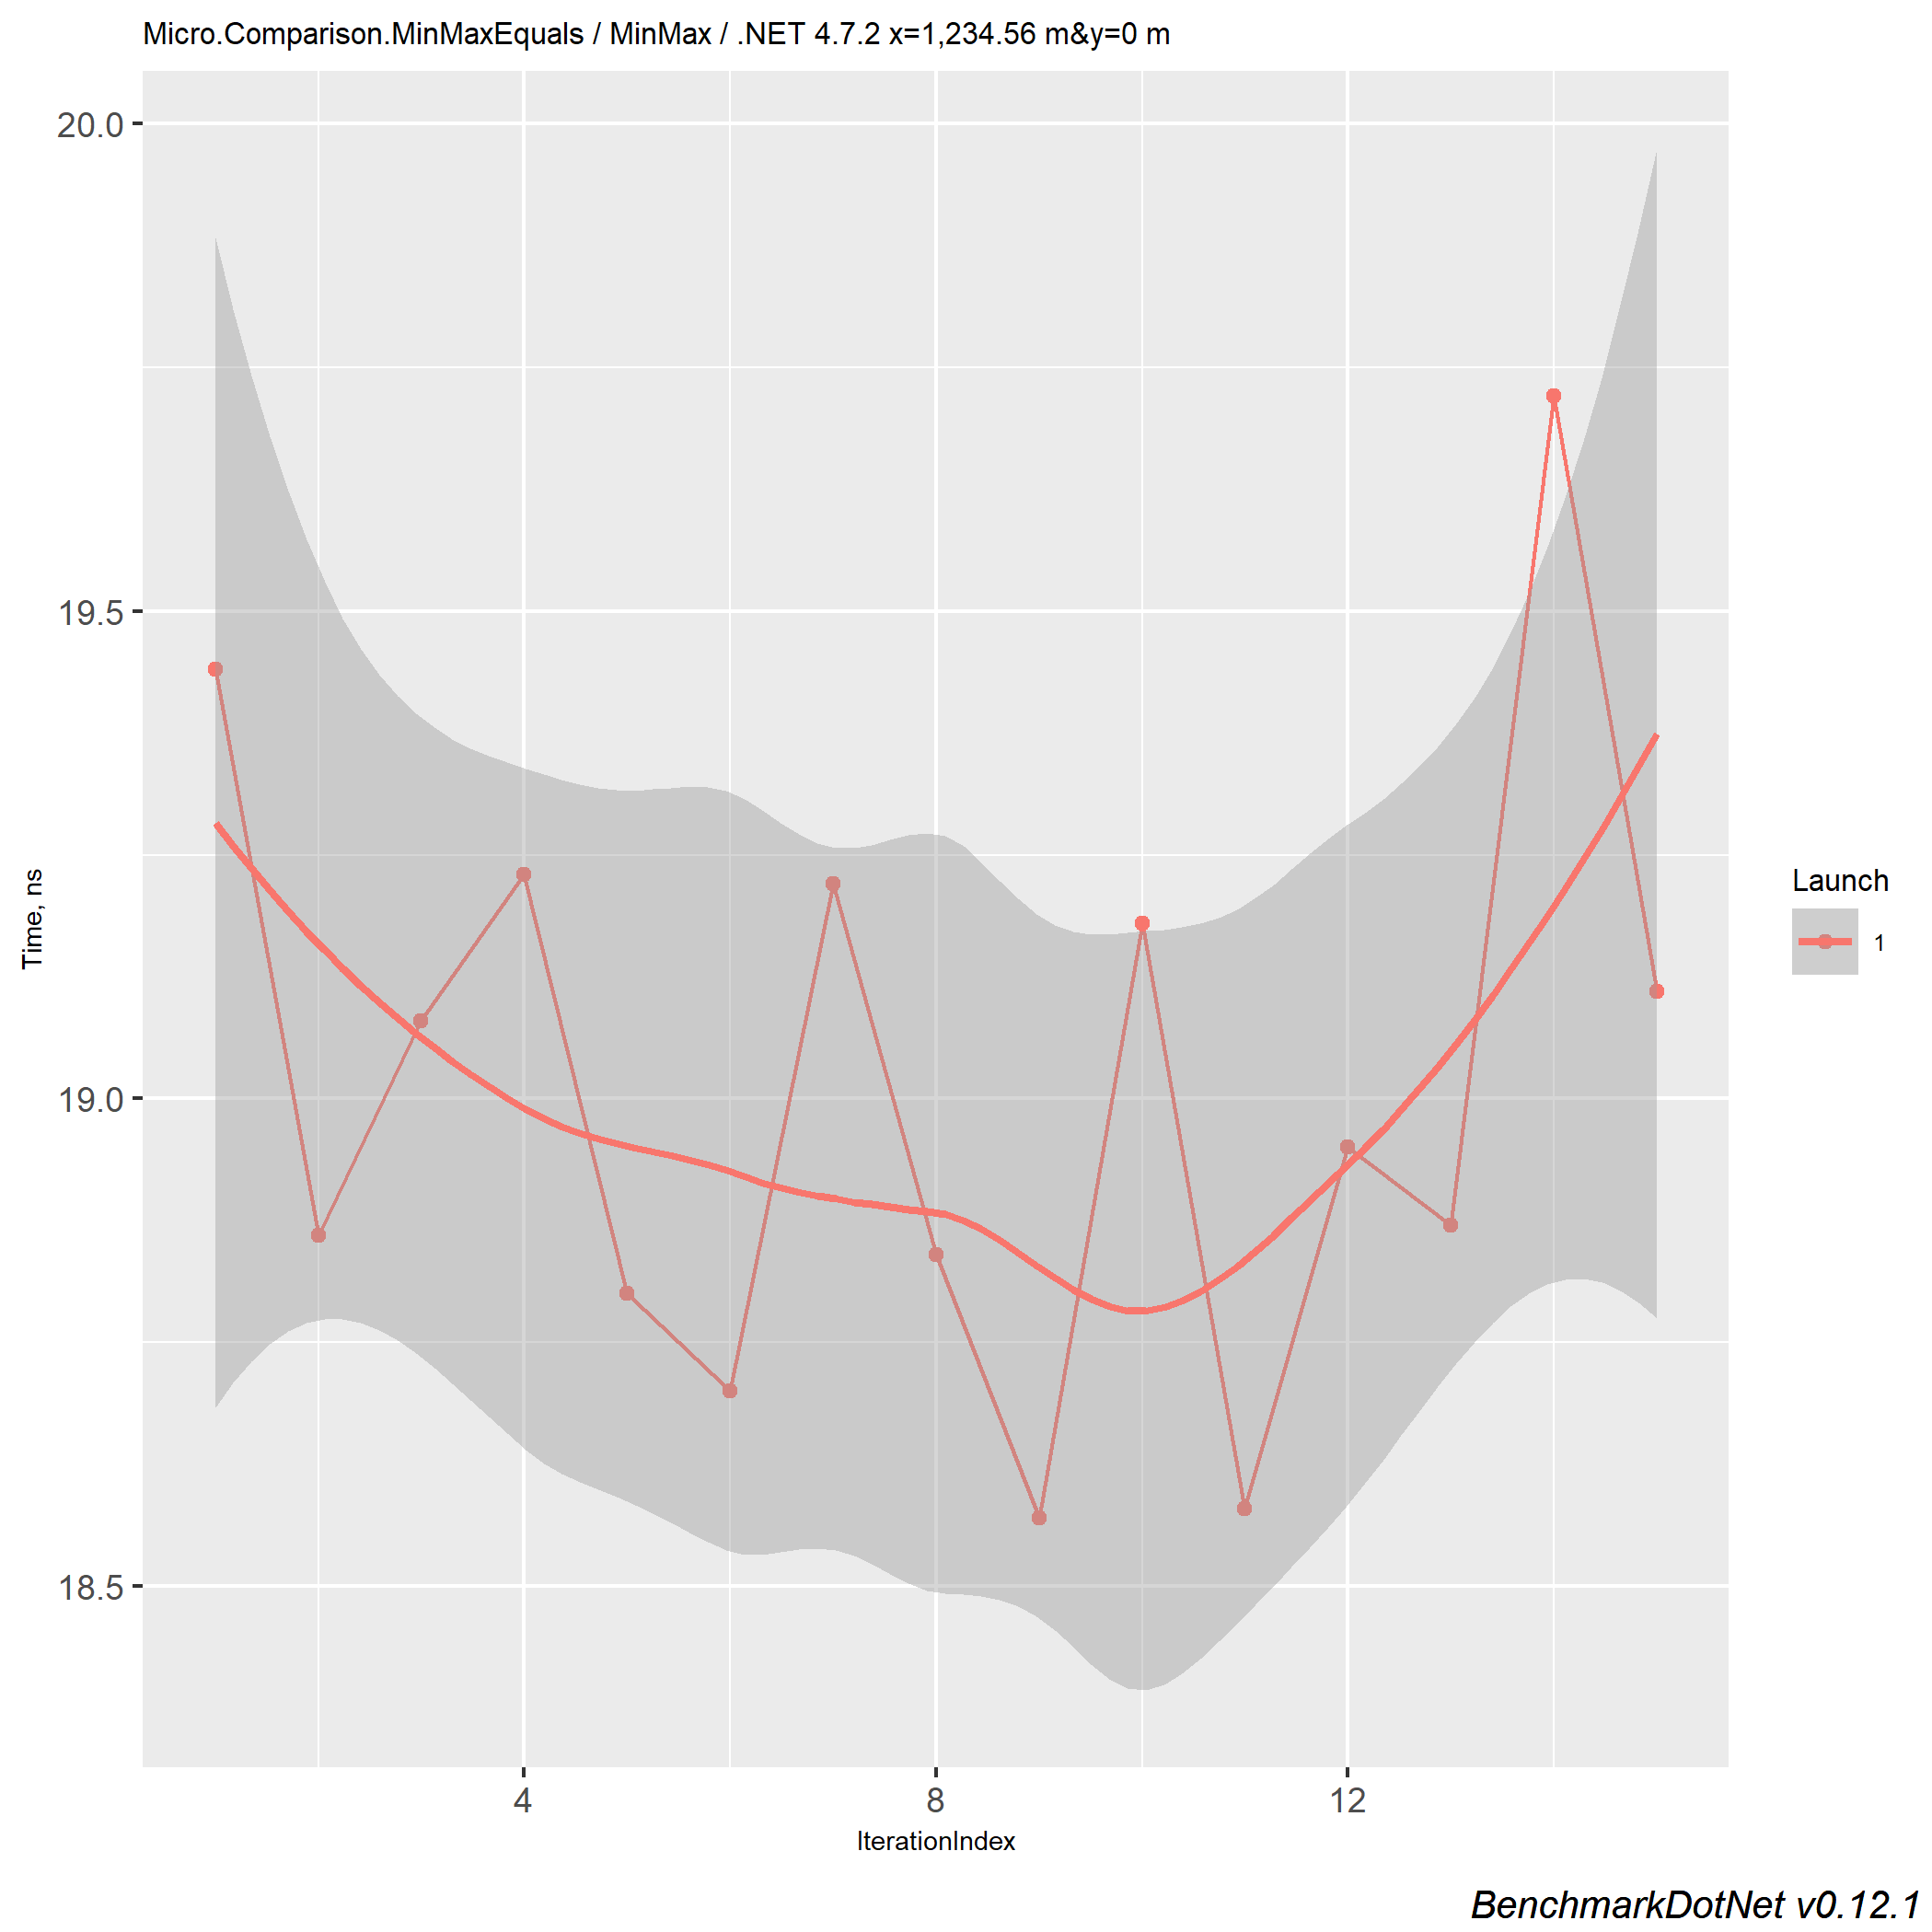 Micro.Comparison.MinMaxEquals / MinMax / .NET 4.7.2 x=1,234.56 m&y=0 m
20.0
19.5
19.0
18.5
Time, ns
4 8 12
IterationIndex
Launch
1
BenchmarkDotNet v0.12.1